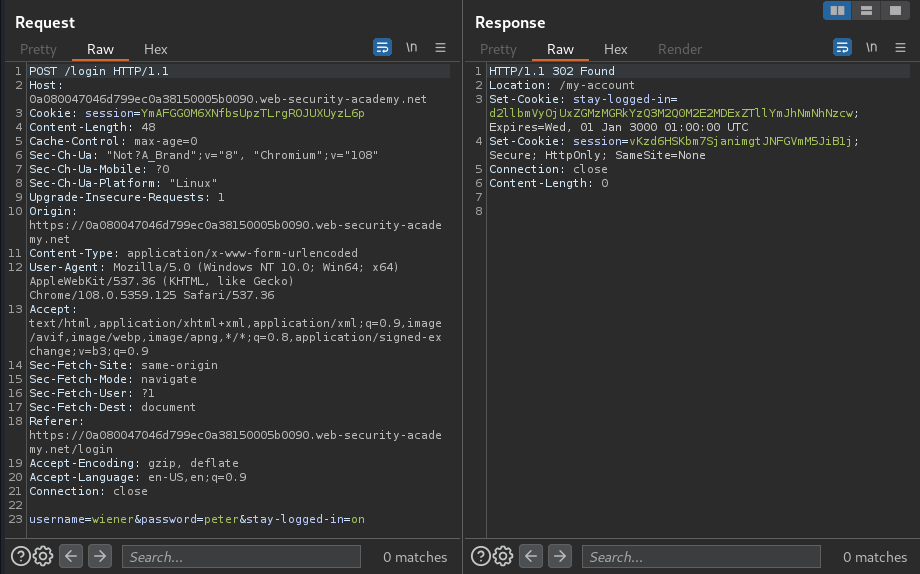 Request
Pretty Raw Hex
\n
1 POST /login HTTP/1.1
2 Host:
0a080047046d799ec0a38150005b0090.web-security-academy.net
3 Cookie: session=YmAFGG0M6XNfbsUpzTLrgROJUXUyzL6p
4 Content-Length: 48
5 Cache-Control: max-age=0
6 Sec-Ch-Ua: "Not?A_Brand";v="8", "Chromium";v="108"
7 Sec-Ch-Ua-Mobile: ?0
8 Sec-Ch-Ua-Platform: "Linux"
9 Upgrade-Insecure-Requests: 1
10 Origin:
https://0a080047046d799ec0a38150005b0090.web-security-acade
my.net
11 Content-Type: application/x-www-form-urlencoded
12 User-Agent: Mozilla/5.0 (Windows NT 10.0; Win64; x64)
AppleWebKit/537.36 (KHTML, like Gecko)
Chrome/108.0.5359.125 Safari/537.36
13 Accept:
text/html,application/xhtml+xml,application/xml;q=0.9,image
/avif,image/webp,image/apng,*/*;q=0.8,application/signed-ex
change;v=b3;q=0.9
14 Sec-Fetch-Site: same-origin
15 Sec-Fetch-Mode: navigate
16 Sec-Fetch-User: ?1
17 Sec-Fetch-Dest: document
18 Referer:
https://0a080047046d799ec0a38150005b0090.web-security-acade
my.net/login
19 Accept-Encoding: gzip, deflate
20 Accept-Language: en-US,en;q=0.9
21 Connection: close
22
23 username=wiener&password=peter&stay-logged-in=on
Search... 0 matches
Response
Pretty Raw Hex Render
\n
1 HTTP/1.1 302 Found
2 Location: /my-account
3 Set-Cookie: stay-logged-in=
d2llbmVyOjUxZGMzMGRkYzQ3M2Q0M2E2MDExZTllYmJhNmNhNzcw;
Expires=Wed, 01 Jan 3000 01:00:00 UTC
4 Set-Cookie: session=vKzd6HSKbm7SjanimgtJNFGVmM5JiB1j;
Secure; HttpOnly; SameSite=None
5 Connection: close
6 Content-Length: 0
7
8
Search... 0 matches